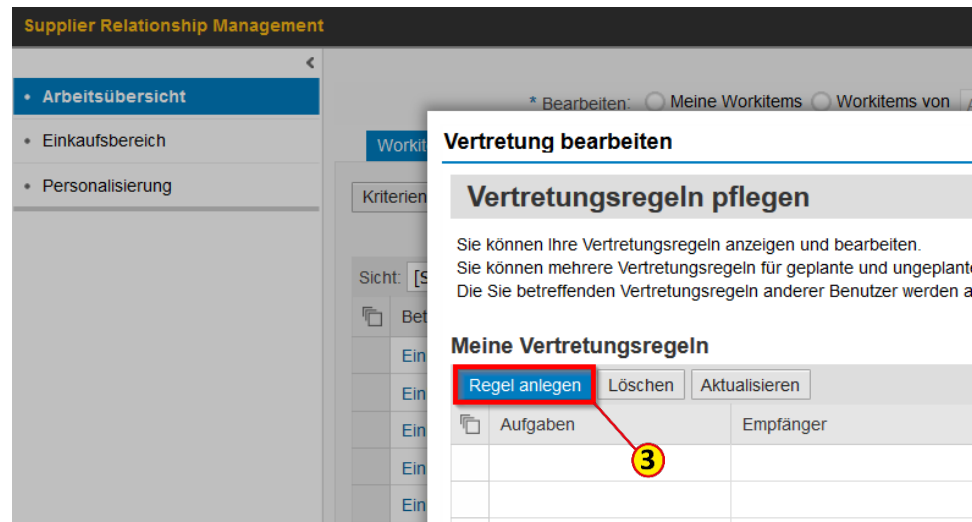 Supplier Relationship Management
Arbeitsübersicht
Einkaufsbereich
Personalisierung
* Bearbeiten: Meine Workitems Workitems von
Vertretung bearbeiten
Kriterien
Vertretungsregeln pflegen
Sie können Ihre Vertretungsregeln anzeigen und bearbeiten.
Sie können mehrere Vertretungsregeln für geplante und
Die Sie betreffenden Vertretungsregeln anderer Benutzer werden
Sicht: [S
Bet
Meine Vertretungsregeln
Ein
Regel anlegen Löschen Aktualisieren
Ein
Aufgaben Empfänger
Ein
3
Ein
Ein